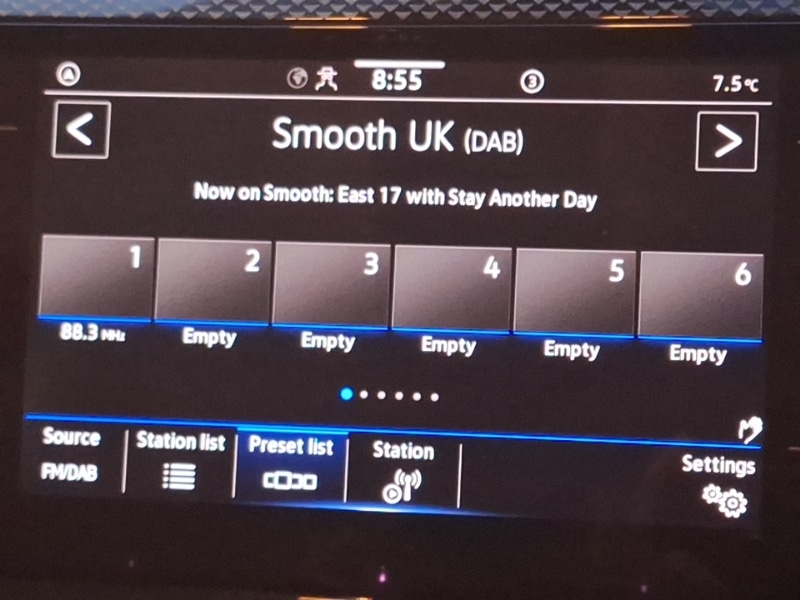 8:55 3 7.5°C
< Smooth UK (DAB) >
Now on Smooth: East 17 with Stay Another Day
1 2 3 4 5 6
88.3 MHz Empty Empty Empty Empty Empty
Source Station list Preset list Station Settings
FM/DAB